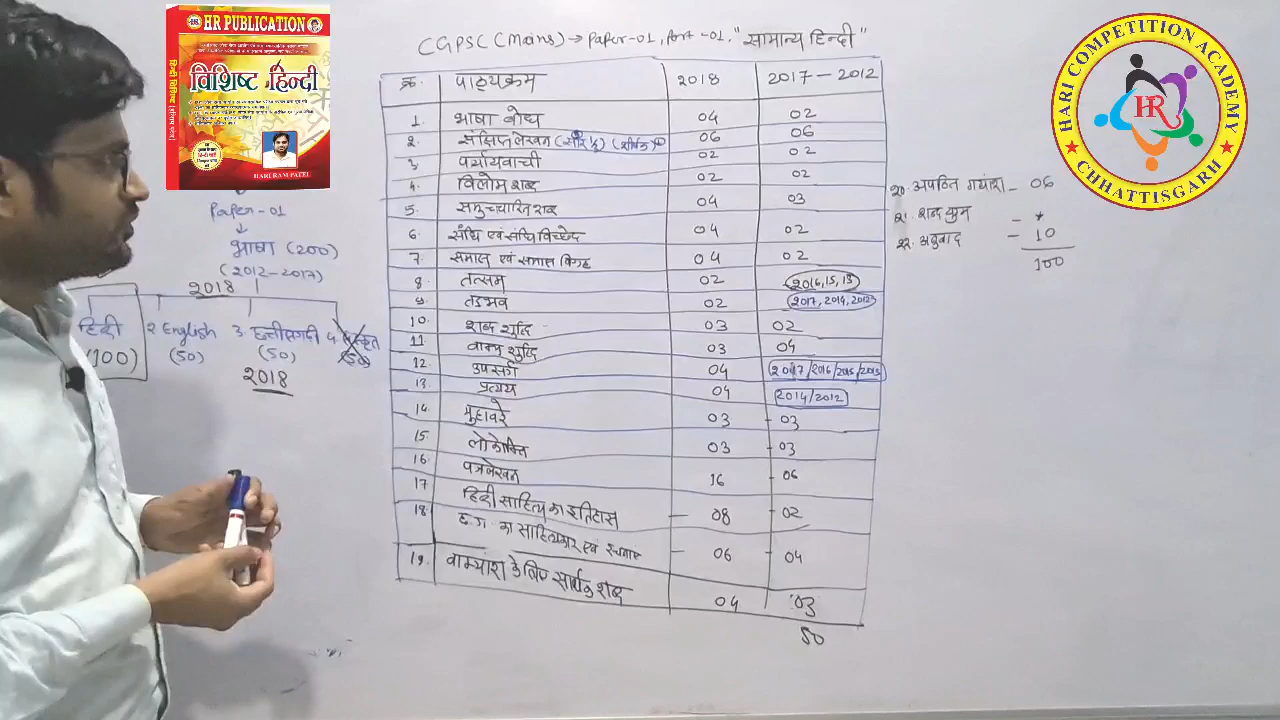 HR PUBLICATION
विशिष्ट हिन्दी
HARI RAM PATEL
HARI COMPETITION ACADEMY
HR
CHHATTISGARH
CGPSC (Mains) → Paper-01, Part-01. "सामान्य हिन्दी"
क्र. पाठ्यक्रम 2018 2017-2012
1. भाषा बोध 04 02
2. संक्षिप्त लेखन 06 06
3 पर्यायवाची 02 02
4. विलोम शब्द 02 02
5. समुच्चारित शब्द 04 03
6 संधि एवं संधि विच्छेद 04 02
7. समास एवं समास विग्रह 04 02
8 तत्सम 02 2016,15,13
9. तद्भव 02 2017, 2014, 2012
10. शब्द शुद्धि 03 02
11 वाक्य शुद्धि 03 04
12 उपसर्ग 04 2017/2016/2015/2013
13. प्रत्यय 04 2014/2012
14 मुहावरे 03 - 03
15. लोकोक्ति 03 - 03
16 पत्रलेखन 16 - 06
17 हिंदी साहित्य का इतिहास - 08 - 02
18 छ.ग. का साहित्यकार एवं - 06 - 04
19. वाक्यांश के लिए सार्थक शब्द 04 03
50
20. अपठित गद्यांश - 06
21. शब्द युग्म -
22. अनुवाद - 10
100
Paper-01
↓
भाषा (200)
(2012-2017)
2018
हिंदी 2 English 3 छत्तीसगढ़ी 4 संस्कृत
(100) (50) (50) (50)
2018